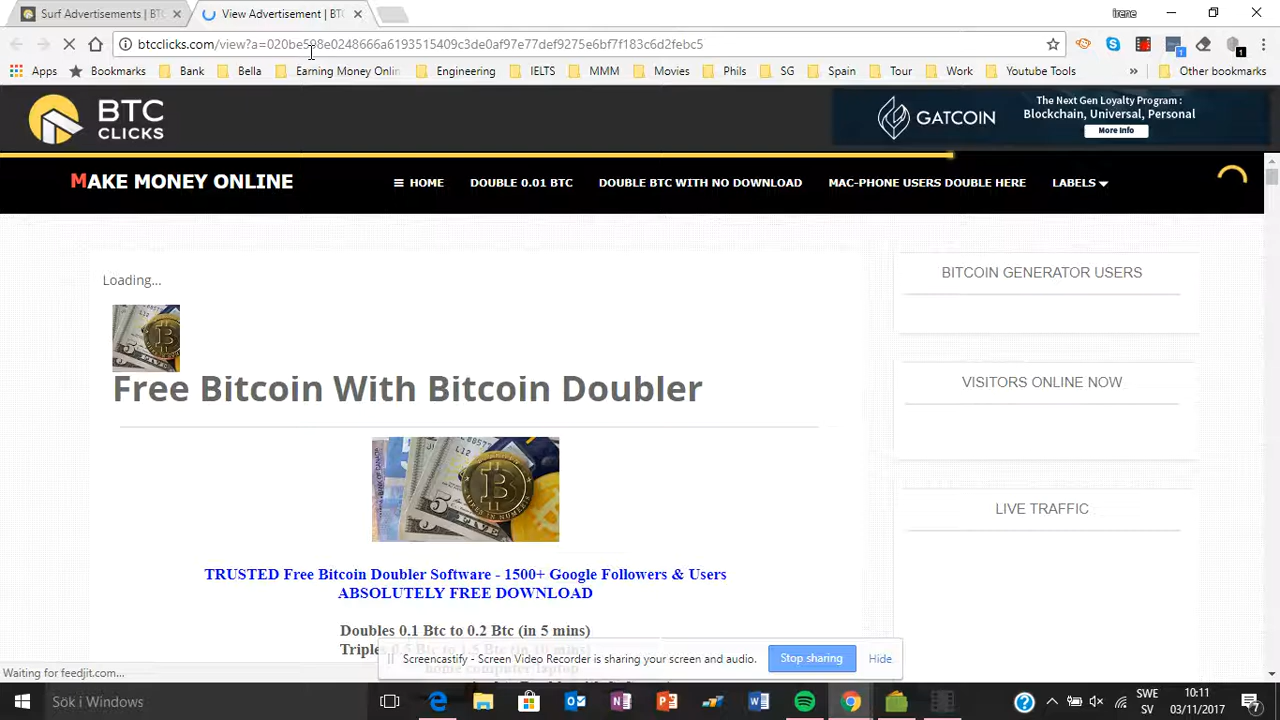 Surf Advertisements | BTC
View Advertisement | BTC
irene
btcclicks.com/view?a=020be598e0248666a6193515f09c3de0af97e77def9275e6bf7f183c6d2febc5
Apps
Bookmarks
Bank
Bella
Earning Money Onlin
Engineering
IELTS
MMM
Movies
Phils
SG
Spain
Tour
Work
Youtube Tools
»
Other bookmarks
BTC
CLICKS
GATCOIN
The Next Gen Loyalty Program :
Blockchain, Universal, Personal
More Info
MAKE MONEY ONLINE
HOME
DOUBLE 0.01 BTC
DOUBLE BTC WITH NO DOWNLOAD
MAC-PHONE USERS DOUBLE HERE
LABELS
Loading...
BITCOIN GENERATOR USERS
Free Bitcoin With Bitcoin Doubler
VISITORS ONLINE NOW
LIVE TRAFFIC
TRUSTED Free Bitcoin Doubler Software - 1500+ Google Followers & Users
ABSOLUTELY FREE DOWNLOAD
Doubles 0.1 Btc to 0.2 Btc (in 5 mins)
Triples
Screencastify - Screen Video Recorder is sharing your screen and audio.
Stop sharing
Hide
Waiting for feedjit.com...
Sök i Windows
SWE
SV
10:11
03/11/2017